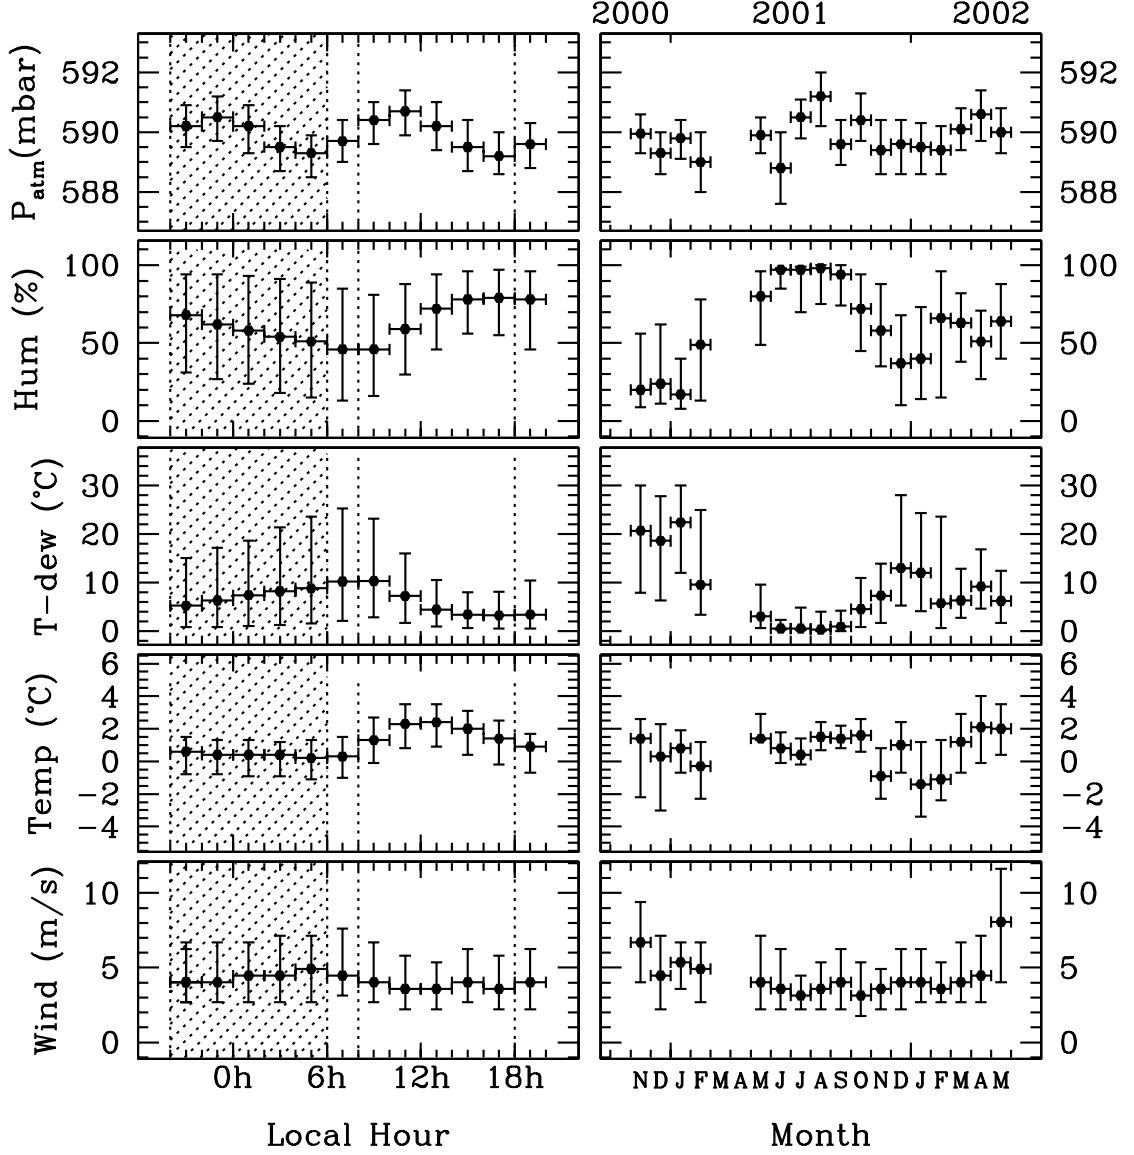 2000 2001 2002
P_atm(mbar)
592 592
590 590
588 588
Hum (%)
100 100
50 50
0 0
T-dew (°C)
30 30
20 20
10 10
0 0
Temp (°C)
6 6
4 4
2 2
0 0
-2 -2
-4 -4
Wind (m/s)
10 10
5 5
0 0
0h 6h 12h 18h
N D J F M A M J J A S O N D J F M A M
Local Hour Month